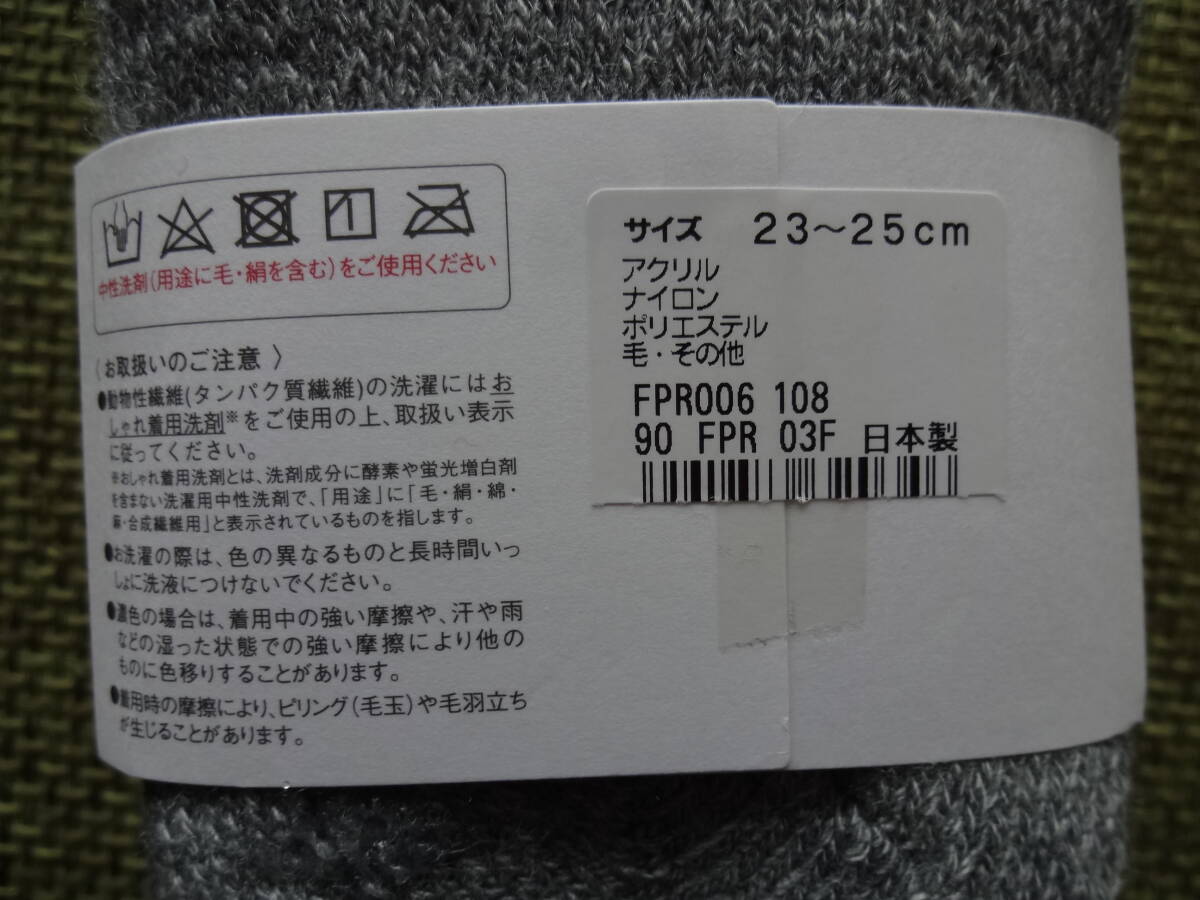 中性洗剤(用途に毛・絹を含む)をご使用ください
〈お取扱いのご注意〉
●動物性繊維(タンパク質繊維)の洗濯にはお
しゃれ着用洗剤※をご使用の上、取扱い表示
に従ってください。
※おしゃれ着用洗剤とは、洗剤成分に酵素や蛍光増白剤
を含まない洗濯用中性洗剤で、「用途」に「毛・絹・綿・
麻・合成繊維用」と表示されているものを指します。
●お洗濯の際は、色の異なるものと長時間いっ
しょに洗液につけないでください。
●濃色の場合は、着用中の強い摩擦や、汗や雨
などの湿った状態での強い摩擦により他の
ものに色移りすることがあります。
●着用時の摩擦により、ピリング(毛玉)や毛羽立ち
が生じることがあります。
サイズ 23～25cm
アクリル
ナイロン
ポリエステル
毛・その他
FPR006 108
90 FPR 03F 日本製